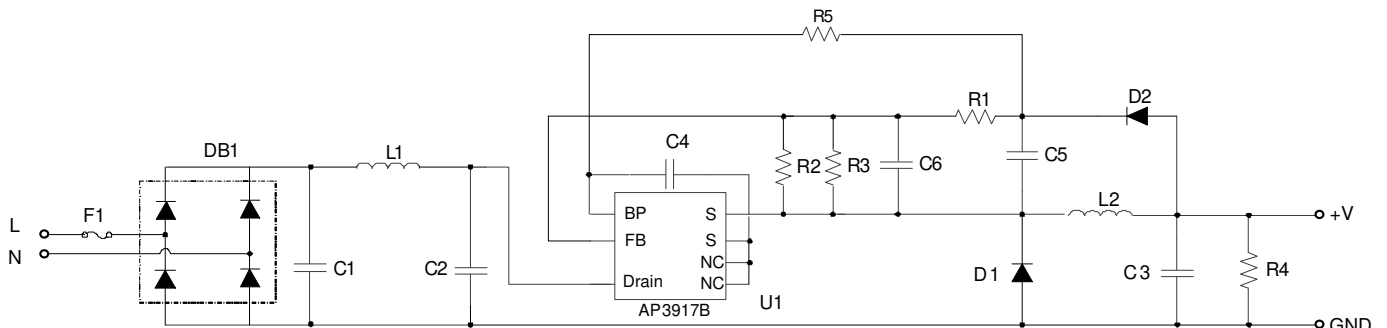 R5
R1
D2
C4
DB1
L1
R2
R3
C6
C5
L2
F1
L
N
BP
S
FB
S
NC
Drain
NC
AP3917B
U1
C1
C2
D1
C3
R4
+V
GND